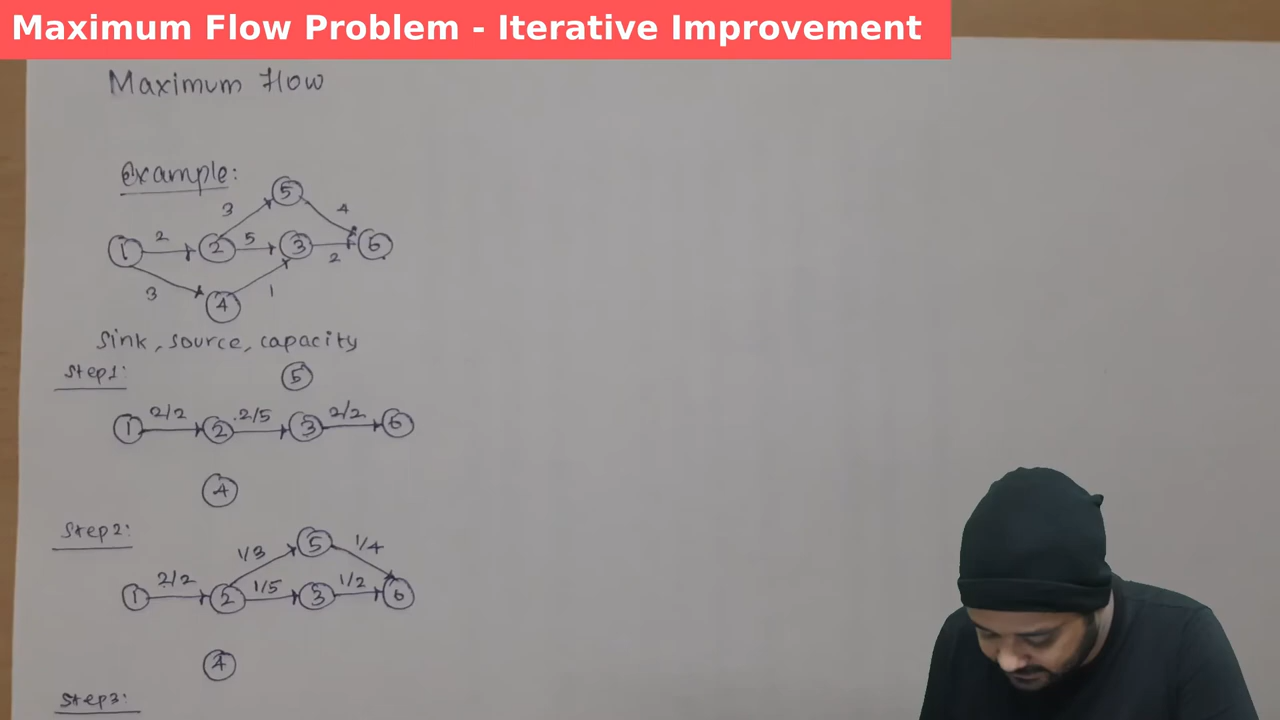 Maximum Flow Problem - Iterative Improvement
Maximum Flow
Example:
5
3 4
1 2 2 5 3 6
2
3 1
4
Sink, source, capacity
Step1:
5
2/2 2/5 2/2
1 2 3 6
4
Step2:
5
1/3 1/4
2/2 1/5 1/2
1 2 3 6
4
Step3: